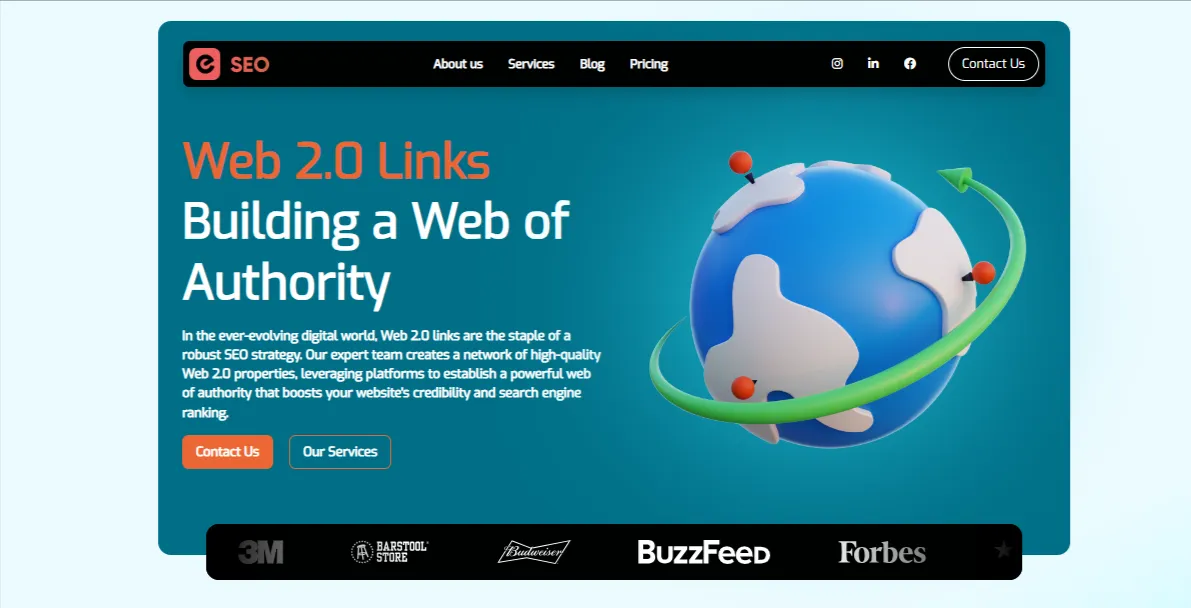 SEO
About us Services Blog Pricing Contact Us
Web 2.0 Links
Building a Web of
Authority
In the ever-evolving digital world, Web 2.0 links are the staple of a
robust SEO strategy. Our expert team creates a network of high-quality
Web 2.0 properties, leveraging platforms to establish a powerful web
of authority that boosts your website's credibility and search engine
ranking.
Contact Us Our Services
3M BARSTOOL STORE Budweiser BuzzFeed Forbes